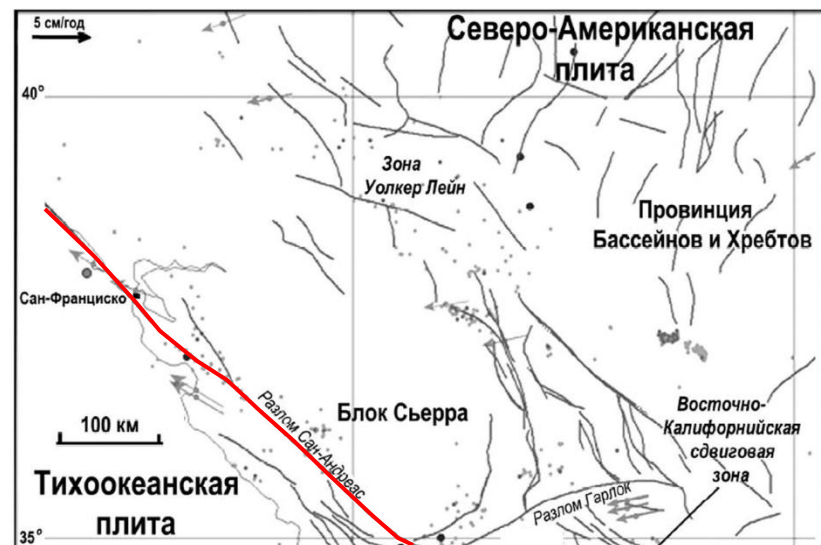 5 см/год
Северо-Американская
плита
40°
Зона
Уолкер Лейн
Провинция
Бассейнов и Хребтов
Сан-Франциско
Разлом Сан-Андреас
Блок Сьерра
Восточно-
Калифорнийская
сдвиговая
зона
100 км
Тихоокеанская
плита
Разлом Гарлок
35°